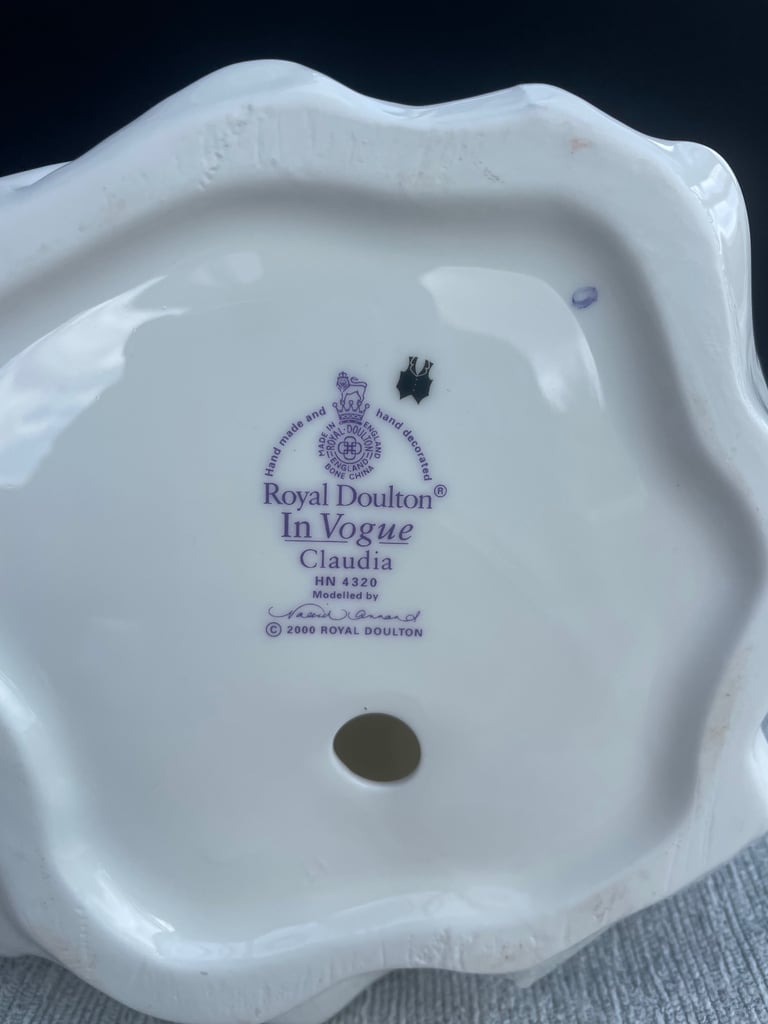 Hand made and hand decorated
MADE IN ENGLAND
ROYAL·DOULTON
ENGLAND
BONE CHINA
Royal Doulton®
In Vogue
Claudia
HN 4320
Modelled by
© 2000 ROYAL DOULTON